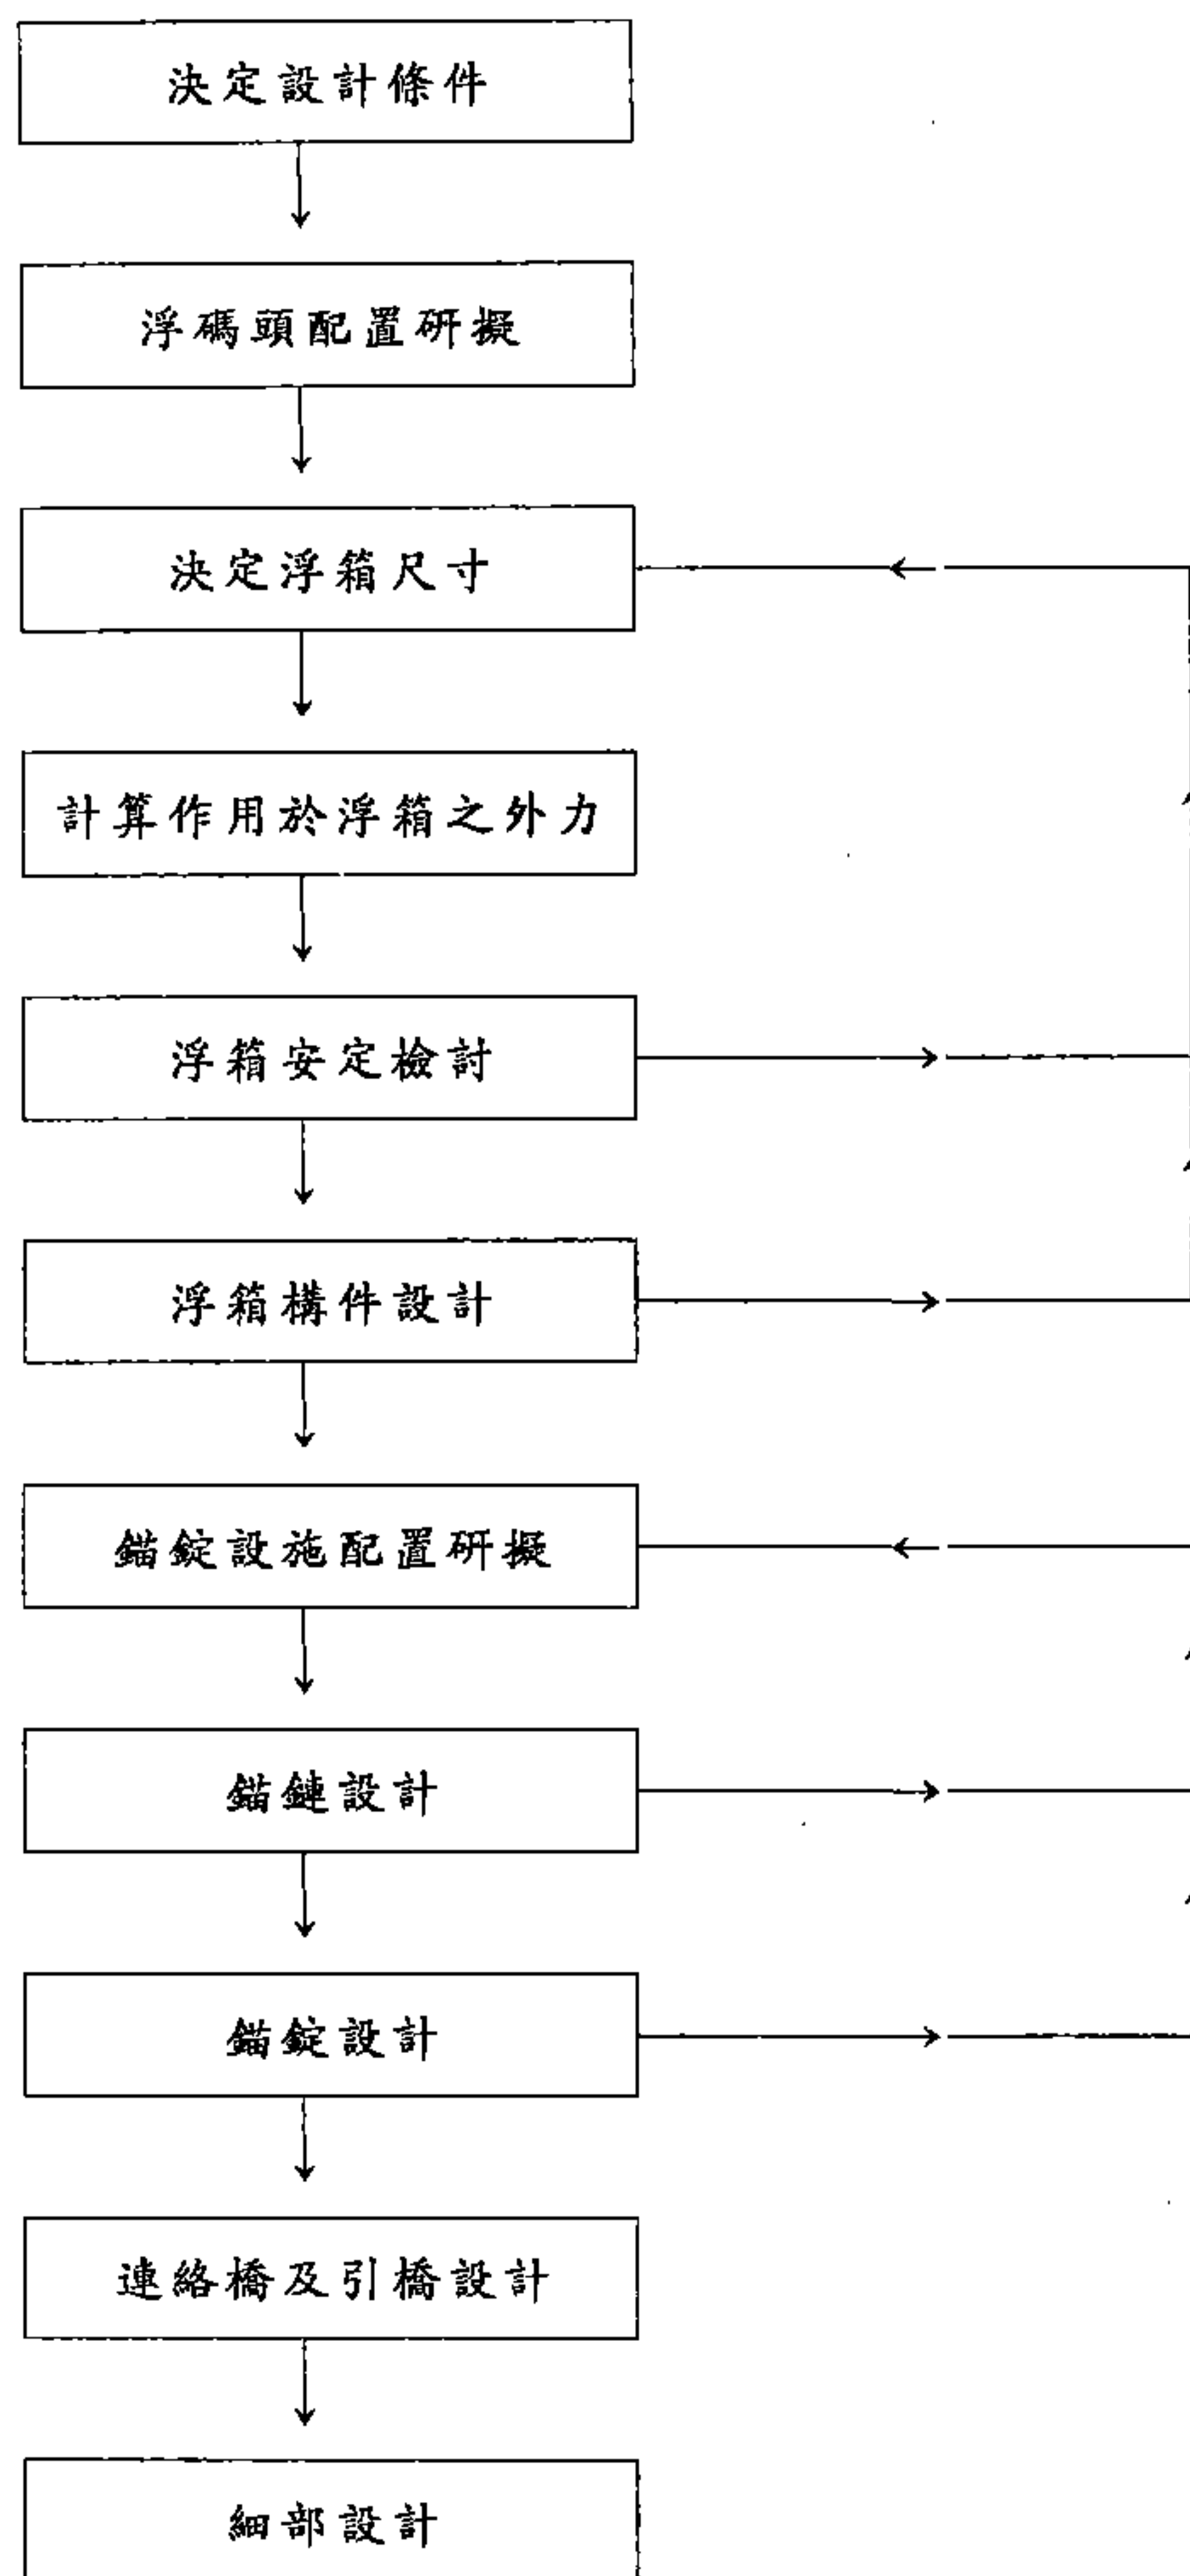 決定設計條件
浮碼頭配置研擬
決定浮箱尺寸
計算作用於浮箱之外力
浮箱安定檢討
浮箱構件設計
錨錠設施配置研擬
錨鏈設計
錨錠設計
連絡橋及引橋設計
細部設計